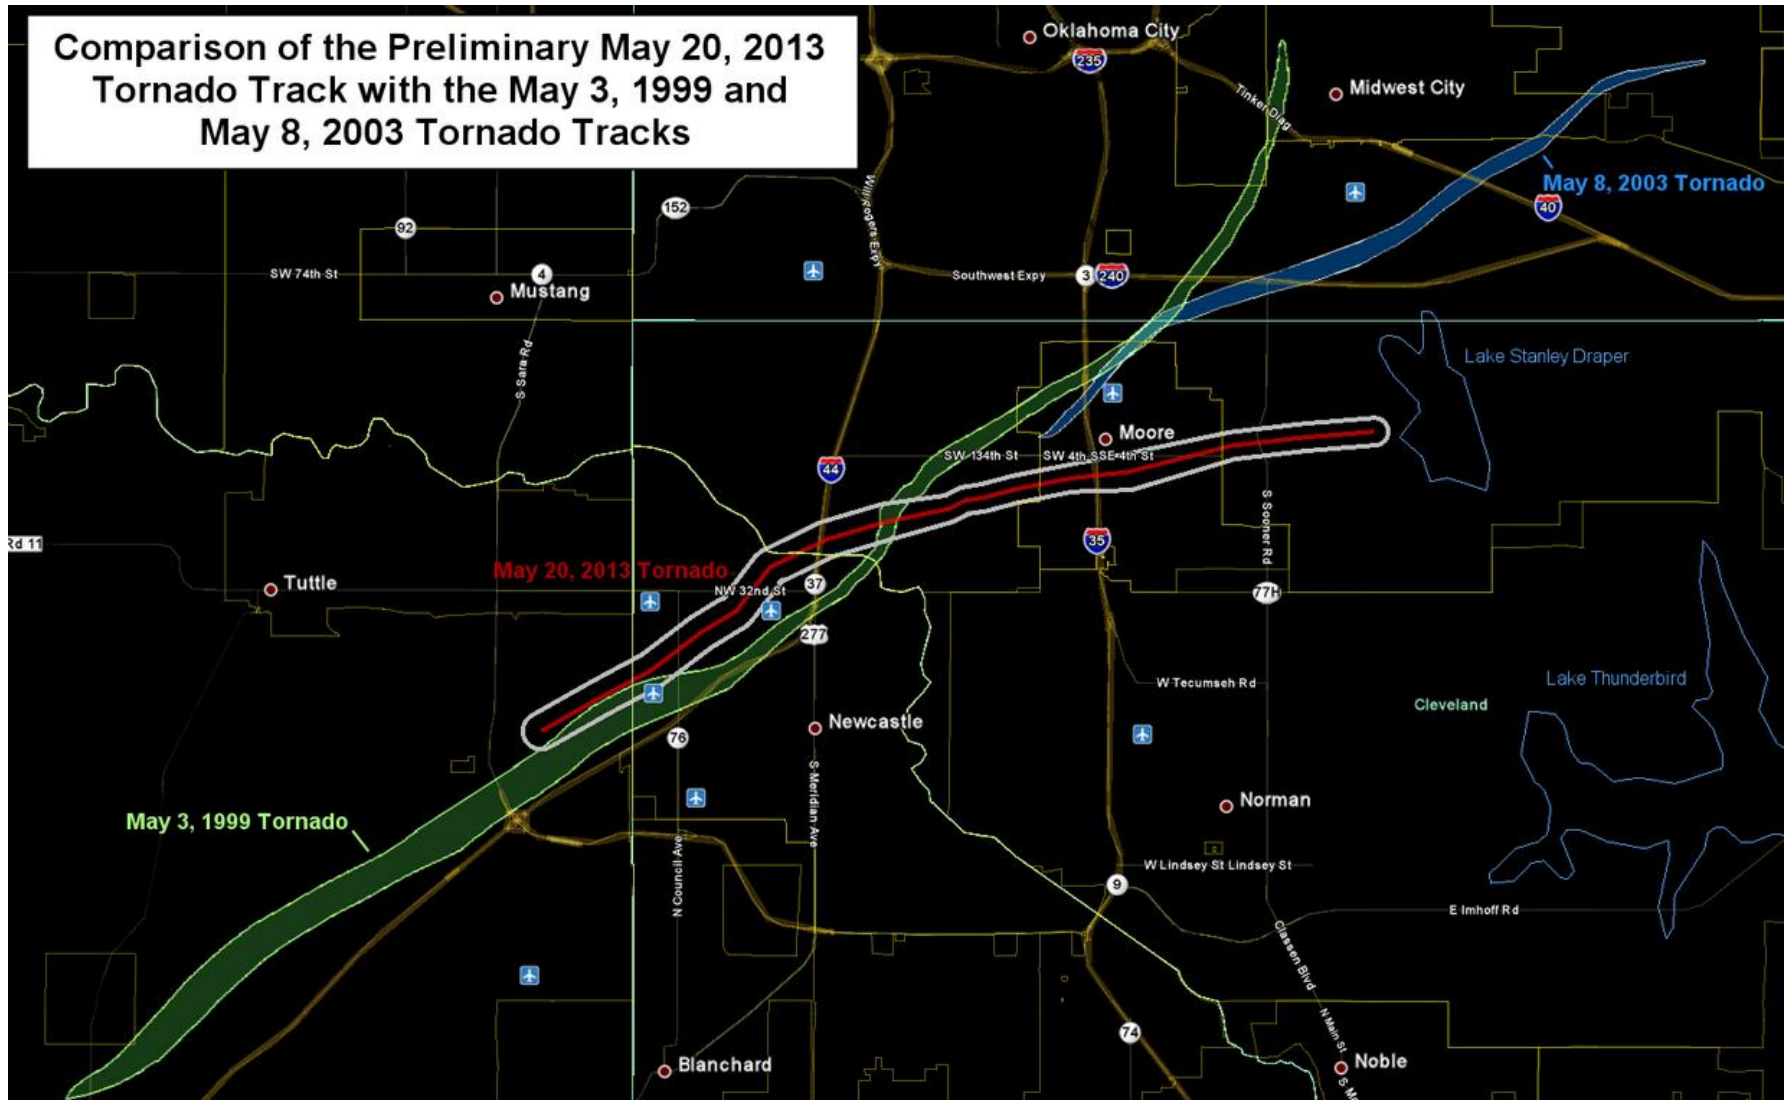 Comparison of the Preliminary May 20, 2013
Tornado Track with the May 3, 1999 and
May 8, 2003 Tornado Tracks
Oklahoma City
235
Midwest City
Tinker Diag
May 8, 2003 Tornado
40
152
92
Will Rogers Expy
SW 74th St
4
Mustang
Southwest Expy
3
240
S Sara Rd
Lake Stanley Draper
Moore
SW 134th St
SW 4th S
SE 4th St
44
S Sooner Rd
35
Rd 11
Tuttle
May 20, 2013 Tornado
NW 32nd St
37
77H
277
W Tecumseh Rd
Lake Thunderbird
Cleveland
Newcastle
76
S Meridian Ave
Norman
May 3, 1999 Tornado
N Council Ave
W Lindsey St
Lindsey St
9
E Imhoff Rd
Classen Blvd
N Main St
74
Blanchard
Noble